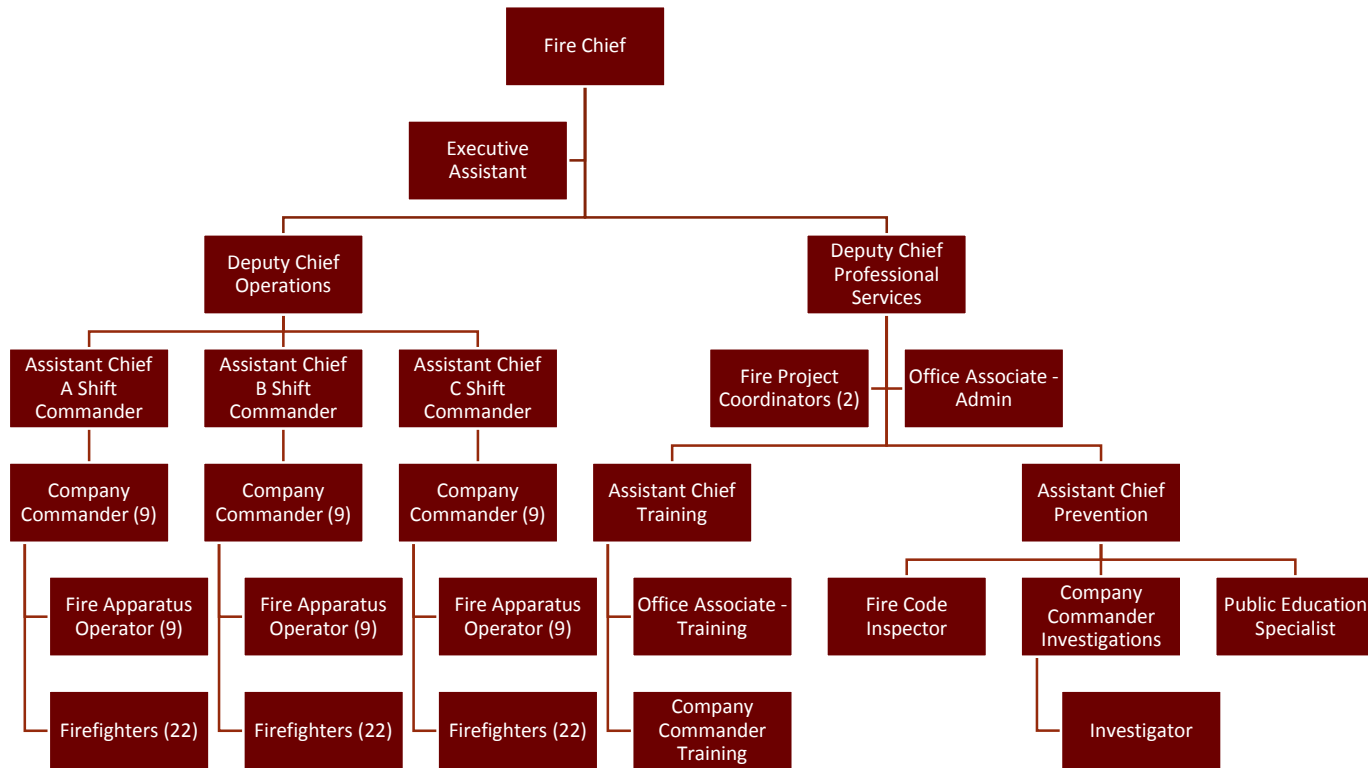 Fire Chief
Executive
Assistant
Deputy Chief
Operations
Deputy Chief
Professional
Services
Assistant Chief
A Shift
Commander
Assistant Chief
B Shift
Commander
Assistant Chief
C Shift
Commander
Fire Project
Coordinators (2)
Office Associate -
Admin
Company
Commander (9)
Company
Commander (9)
Company
Commander (9)
Assistant Chief
Training
Assistant Chief
Prevention
Fire Apparatus
Operator (9)
Fire Apparatus
Operator (9)
Fire Apparatus
Operator (9)
Office Associate -
Training
Fire Code
Inspector
Company
Commander
Investigations
Public Education
Specialist
Firefighters (22)
Firefighters (22)
Firefighters (22)
Company
Commander
Training
Investigator